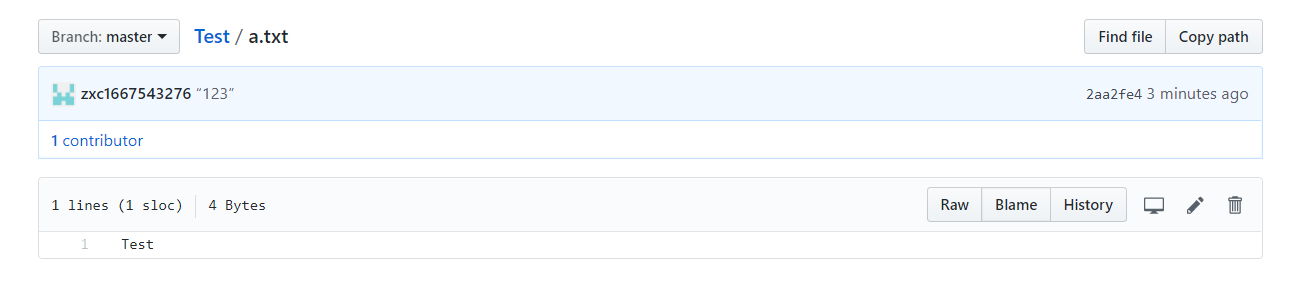 Branch: master Test / a.txt Find file Copy path
zxc1667543276 “123” 2aa2fe4 3 minutes ago
1 contributor
1 lines (1 sloc) 4 Bytes Raw Blame History
1 Test